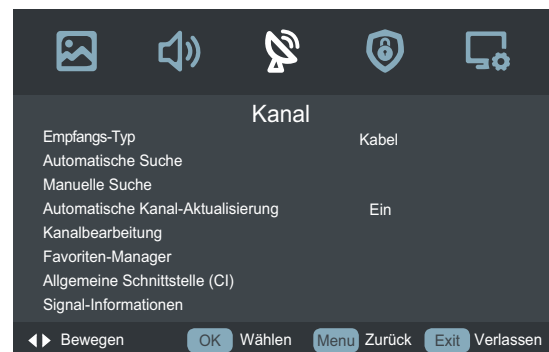 Kanal
Empfangs-Typ Kabel
Automatische Suche
Manuelle Suche
Automatische Kanal-Aktualisierung Ein
Kanalbearbeitung
Favoriten-Manager
Allgemeine Schnittstelle (CI)
Signal-Informationen
Bewegen OK Wählen Menu Zurück Exit Verlassen